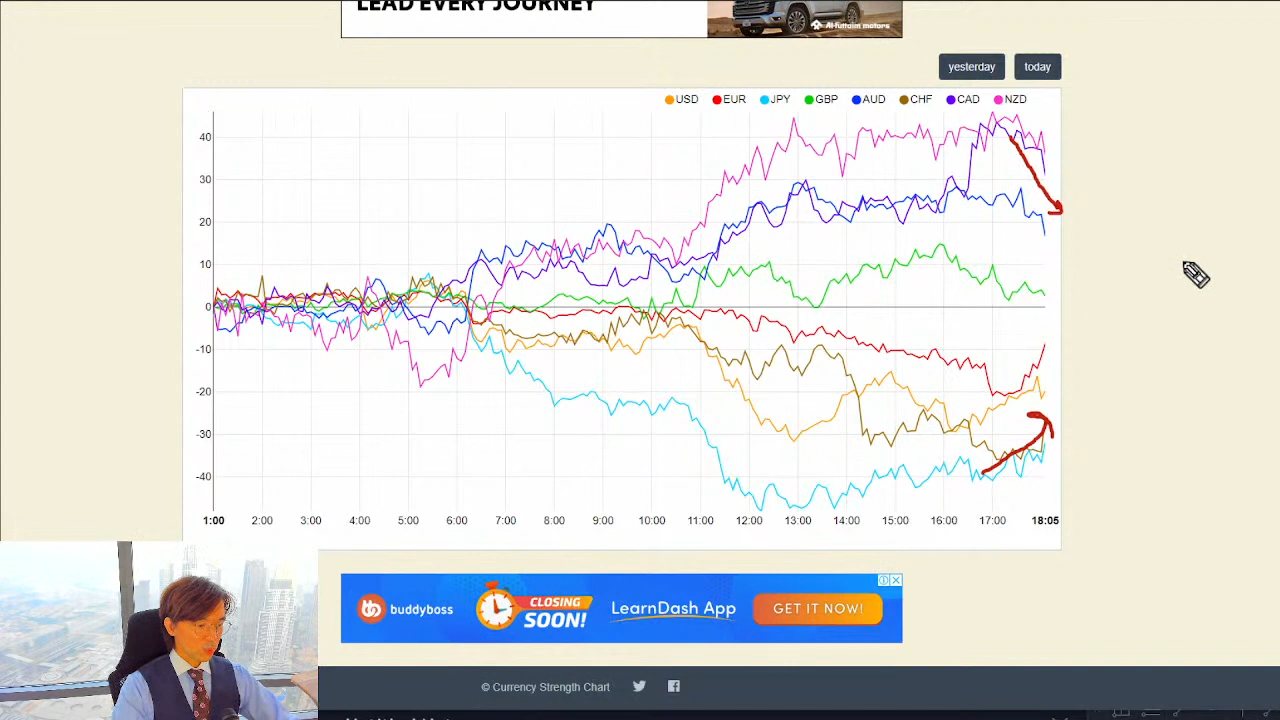 LEAD EVERY JOURNEY
Al-Futtaim motors
yesterday today
USD EUR JPY GBP AUD CHF CAD NZD
40
30
20
10
0
-10
-20
-30
-40
1:00 2:00 3:00 4:00 5:00 6:00 7:00 8:00 9:00 10:00 11:00 12:00 13:00 14:00 15:00 16:00 17:00 18:05
buddyboss CLOSING SOON! LearnDash App GET IT NOW!
© Currency Strength Chart